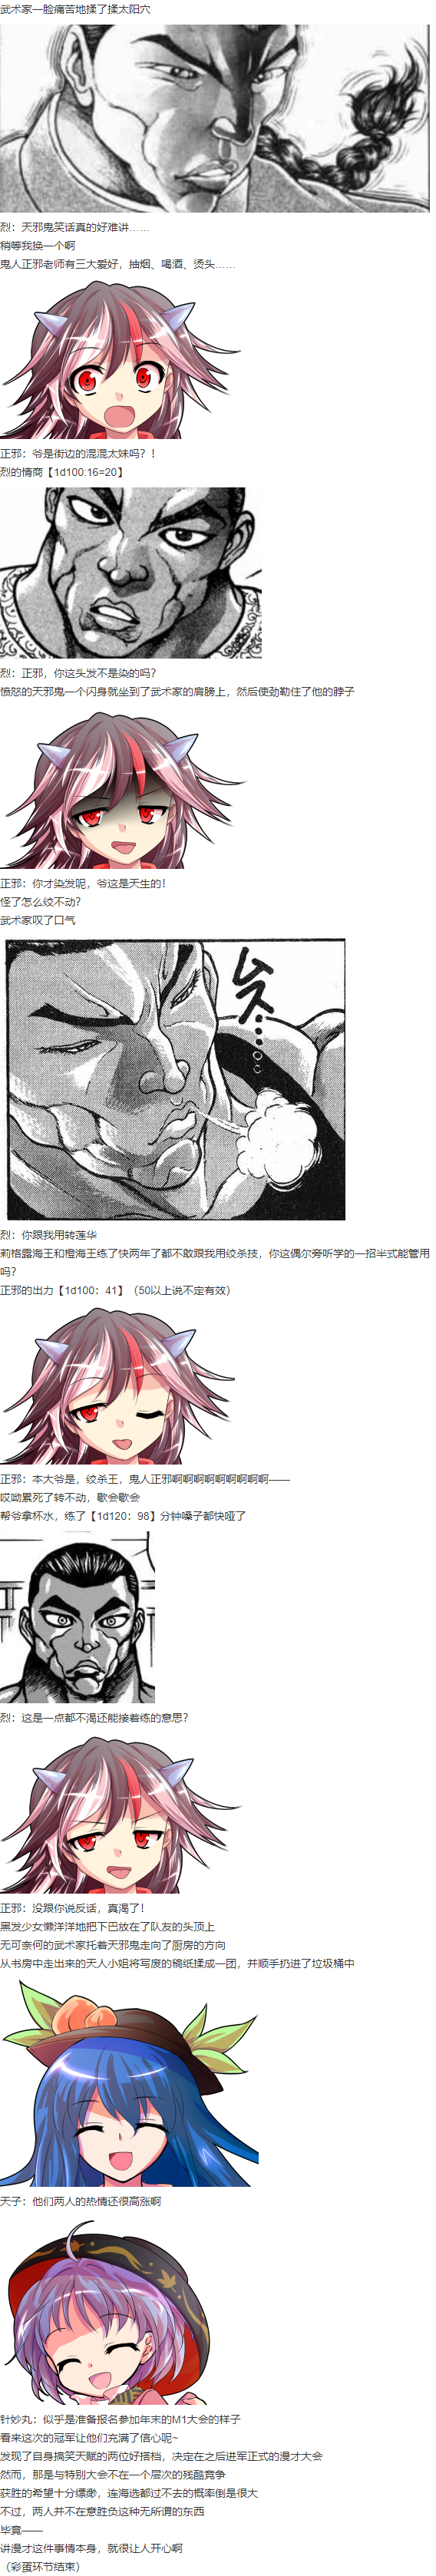 武术家一脸痛苦地揉了揉太阳穴
烈：天邪鬼笑话真的好难讲……
稍等我换一个啊
鬼人正邪老师有三大爱好，抽烟、喝酒、烫头……
正邪：爷是街边的混混太妹吗？！
烈的情商【1d100:16=20】
烈：正邪，你这头发不是染的吗？
愤怒的天邪鬼一个闪身就坐到了武术家的肩膀上，然后使劲勒住了他的脖子
正邪：你才染发呢，爷这是天生的！
怪了怎么绞不动？
武术家叹了口气
ムス…。。
烈：你跟我用转莲华
莉格露海王和橙海王练了快两年了都不敢跟我用绞杀技，你这偶尔旁听学的一招半式能管用
吗？
正邪的出力【1d100：41】（50以上说不定有效）
正邪：本大爷是，绞杀王，鬼人正邪啊啊啊啊啊啊啊啊啊——
哎呦累死了转不动，歇会歇会
帮爷拿杯水，练了【1d120：98】分钟嗓子都快哑了
烈：这是一点都不渴还能接着练的意思？
正邪：没跟你说反话，真渴了！
黑发少女懒洋洋地把下巴放在了队友的头顶上
无可奈何的武术家托着天邪鬼走向了厨房的方向
从书房中走出来的天人小姐将写废的稿纸揉成一团，并顺手扔进了垃圾桶中
天子：他们两人的热情还很高涨啊
针妙丸：似乎是准备报名参加年末的M1大会的样子
看来这次的冠军让他们充满了信心呢~
发现了自身搞笑天赋的两位好搭档，决定在之后进军正式的漫才大会
然而，那是与特别大会不在一个层次的残酷竞争
获胜的希望十分缥缈，连海选都过不去的概率倒是很大
不过，两人并不在意胜负这种无所谓的东西
毕竟——
讲漫才这件事情本身，就很让人开心啊
（彩蛋环节结束）